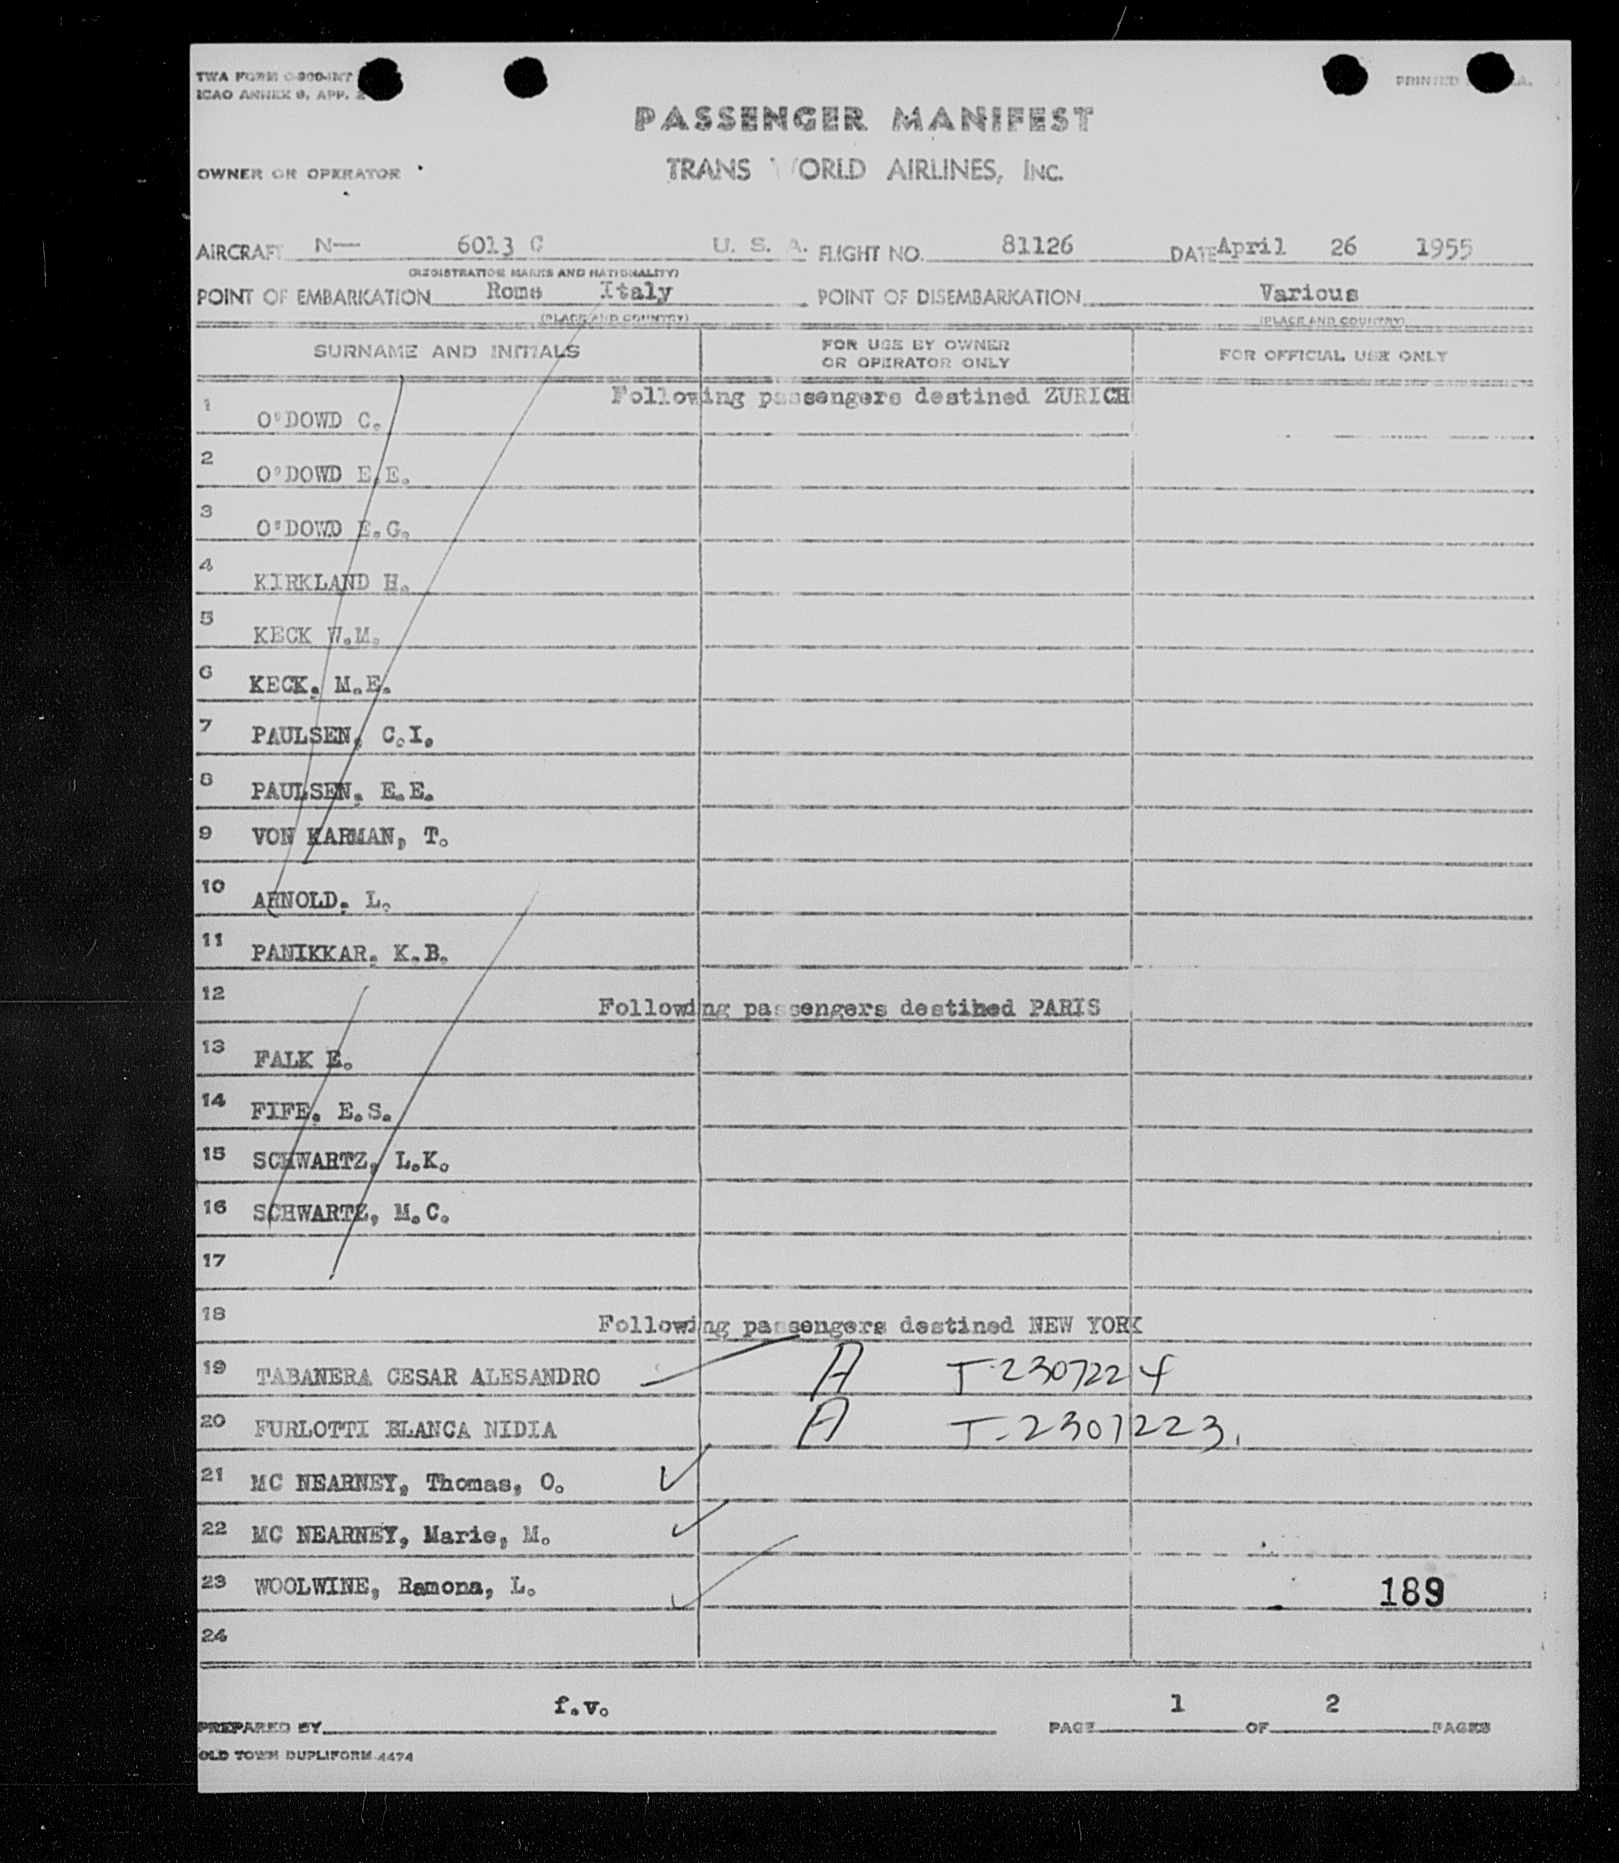 TWA FORM C-900-INT
ICAO ANNEX 9, APP. 2
PRINTED
PASSENGER MANIFEST
OWNER OR OPERATOR
TRANS WORLD AIRLINES, INC.
AIRCRAFT N— 6013 C U. S. A. FLIGHT NO. 81126 DATE April 26 1955
(REGISTRATION MARKS AND NATIONALITY)
POINT OF EMBARKATION Rome Italy POINT OF DISEMBARKATION Various
(PLACE AND COUNTRY) (PLACE AND COUNTRY)
SURNAME AND INITIALS FOR USE BY OWNER OR OPERATOR ONLY FOR OFFICIAL USE ONLY
Following passengers destined ZURICH
1 O'DOWD C.
2 O'DOWD E.E.
3 O'DOWD E.G.
4 KIRKLAND H.
5 KECK W.M.
6 KECK. M.E.
7 PAULSEN, C.I.
8 PAULSEN. E.E.
9 VON KARMAN, T.
10 ARNOLD. L.
11 PANIKKAR. K.B.
12 Following passengers destined PARIS
13 FALK E.
14 FIFE. E.S.
15 SCHWARTZ, L.K.
16 SCHWARTZ, M.C.
17
18 Following passengers destined NEW YORK
19 TABANERA CESAR ALESANDRO A T-2307224
20 FURLOTTI BLANCA NIDIA A T-2307223.
21 MC NEARNEY, Thomas, O.
22 MC NEARNEY, Marie, M.
23 WOOLWINE, Ramona, L. 189
24
PREPARED BY f.v. PAGE 1 OF 2 PAGES
OLD TOWN DUPLIFORM 4474